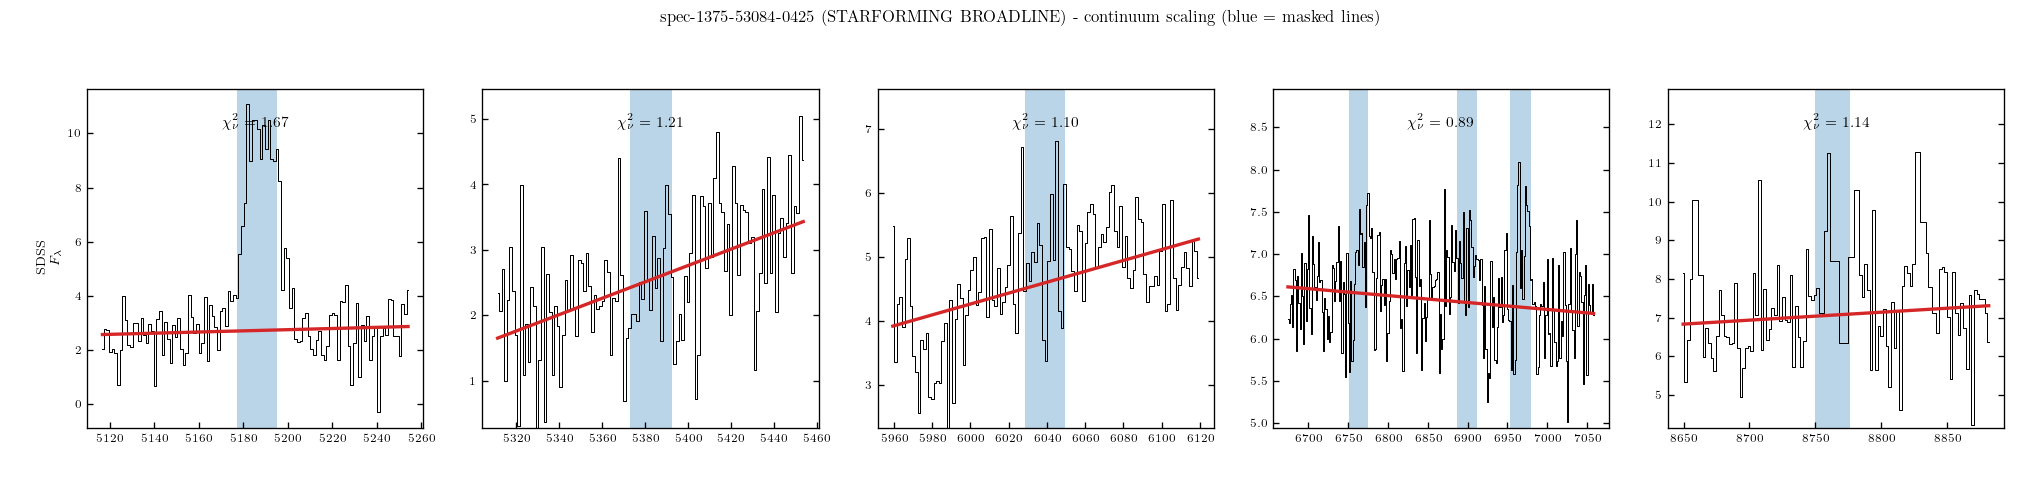 spec-1375-53084-0425 (STARFORMING BROADLINE) - continuum scaling (blue = masked lines)
SDSS
Fλ
χ²ν = 1.67
10
8
6
4
2
0
5120 5140 5160 5180 5200 5220 5240 5260
χ²ν = 1.21
5
4
3
2
1
5320 5340 5360 5380 5400 5420 5440 5460
χ²ν = 1.10
7
6
5
4
3
5960 5980 6000 6020 6040 6060 6080 6100 6120
χ²ν = 0.89
8.5
8.0
7.5
7.0
6.5
6.0
5.5
5.0
6700 6750 6800 6850 6900 6950 7000 7050
χ²ν = 1.14
12
11
10
9
8
7
6
5
8650 8700 8750 8800 8850